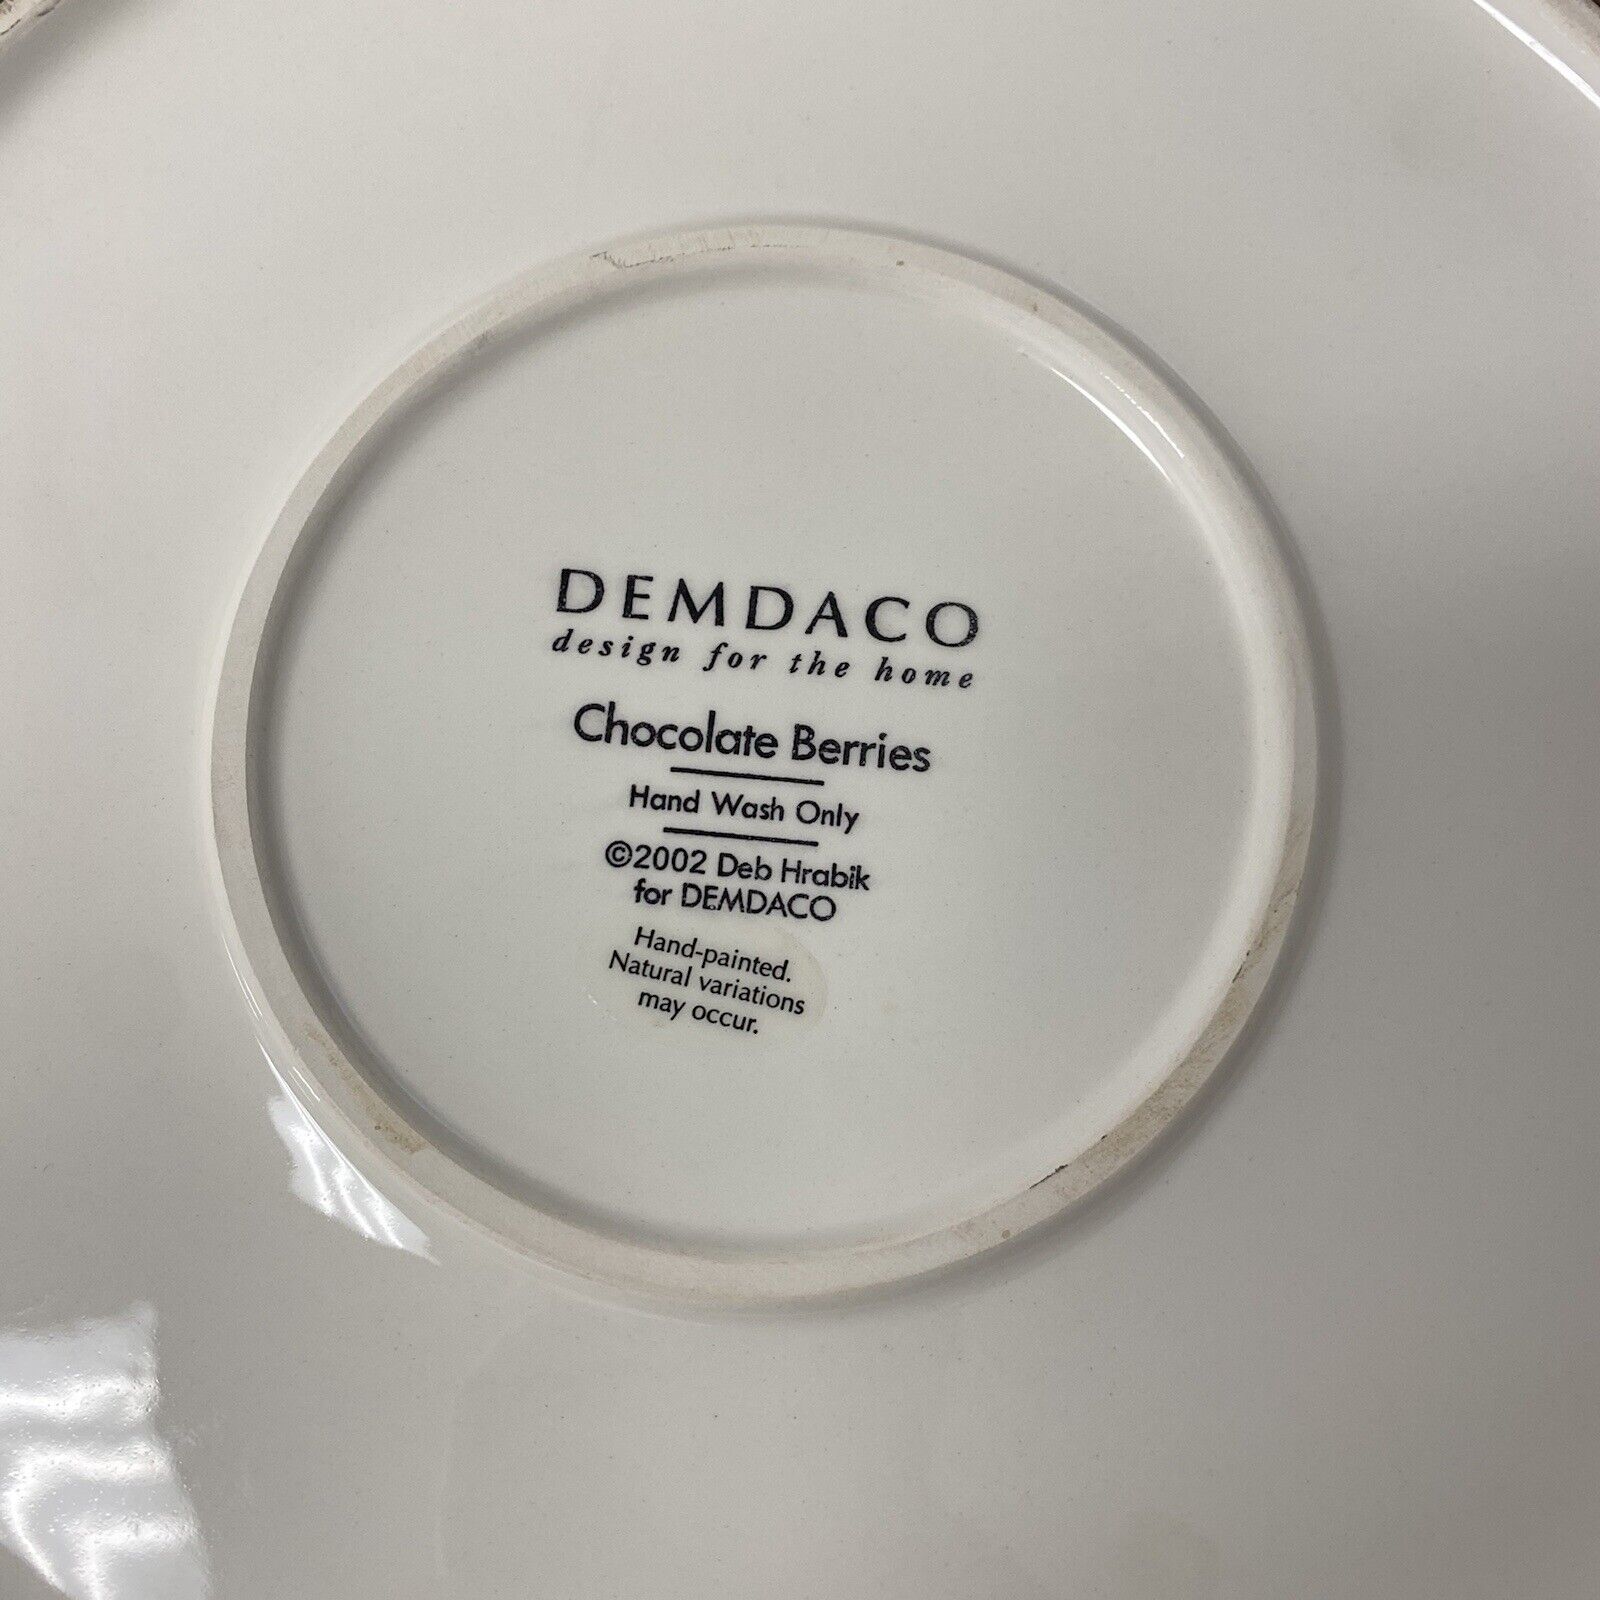 DEMDACO
design for the home
Chocolate Berries
Hand Wash Only
©2002 Deb Hrabik
for DEMDACO
Hand-painted.
Natural variations
may occur.